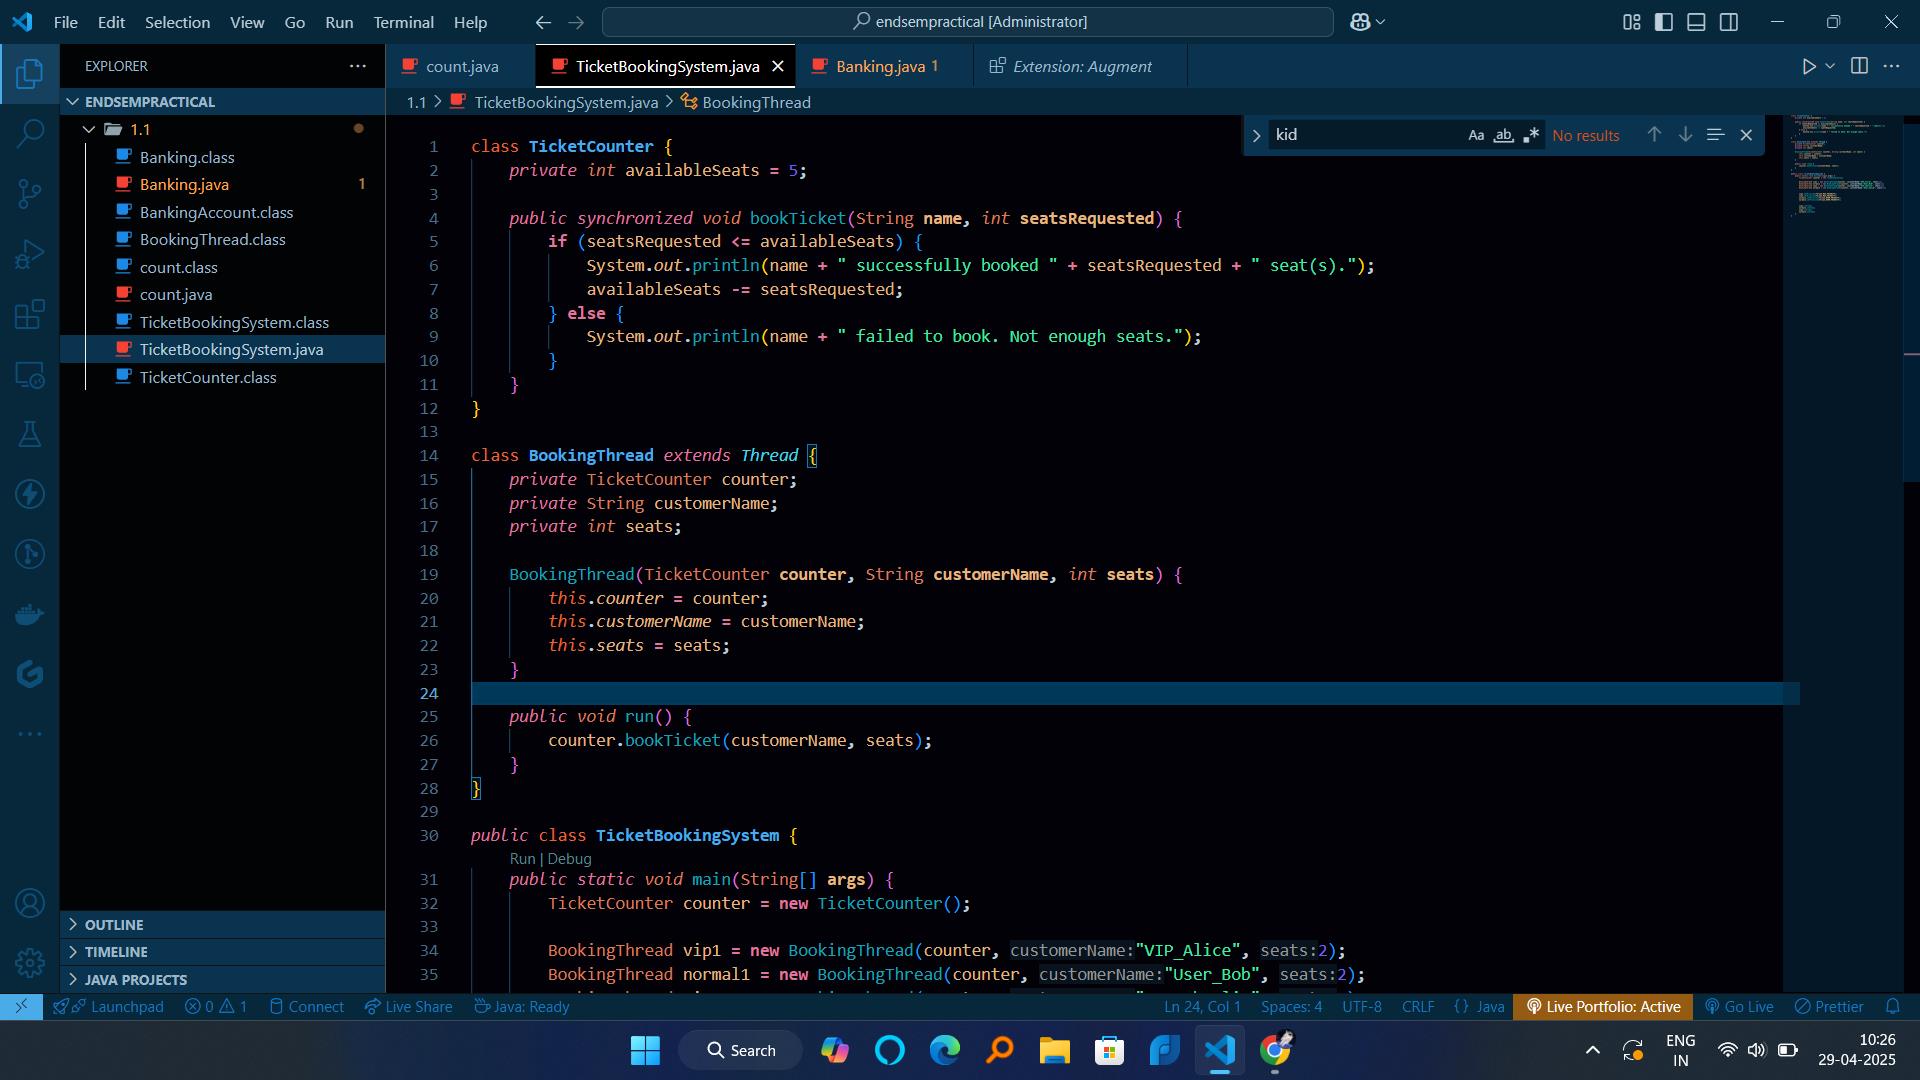 File Edit Selection View Go Run Terminal Help
endsempractical [Administrator]
EXPLORER
count.java
TicketBookingSystem.java
Banking.java 1
Extension: Augment
ENDSEMPRACTICAL
1.1
Banking.class
Banking.java 1
BankingAccount.class
BookingThread.class
count.class
count.java
TicketBookingSystem.class
TicketBookingSystem.java
TicketCounter.class
OUTLINE
TIMELINE
JAVA PROJECTS
1.1 > TicketBookingSystem.java > BookingThread
kid
Aa ab No results
1 class TicketCounter {
2 private int availableSeats = 5;
3
4 public synchronized void bookTicket(String name, int seatsRequested) {
5 if (seatsRequested <= availableSeats) {
6 System.out.println(name + " successfully booked " + seatsRequested + " seat(s).");
7 availableSeats -= seatsRequested;
8 } else {
9 System.out.println(name + " failed to book. Not enough seats.");
10 }
11 }
12 }
13
14 class BookingThread extends Thread {
15 private TicketCounter counter;
16 private String customerName;
17 private int seats;
18
19 BookingThread(TicketCounter counter, String customerName, int seats) {
20 this.counter = counter;
21 this.customerName = customerName;
22 this.seats = seats;
23 }
24
25 public void run() {
26 counter.bookTicket(customerName, seats);
27 }
28 }
29
30 public class TicketBookingSystem {
Run | Debug
31 public static void main(String[] args) {
32 TicketCounter counter = new TicketCounter();
33
34 BookingThread vip1 = new BookingThread(counter, customerName:"VIP_Alice", seats:2);
35 BookingThread normal1 = new BookingThread(counter, customerName:"User_Bob", seats:2);
Launchpad 0 1 Connect Live Share Java: Ready
Ln 24, Col 1 Spaces: 4 UTF-8 CRLF {} Java Live Portfolio: Active Go Live Prettier
Search
ENG
IN
10:26
29-04-2025